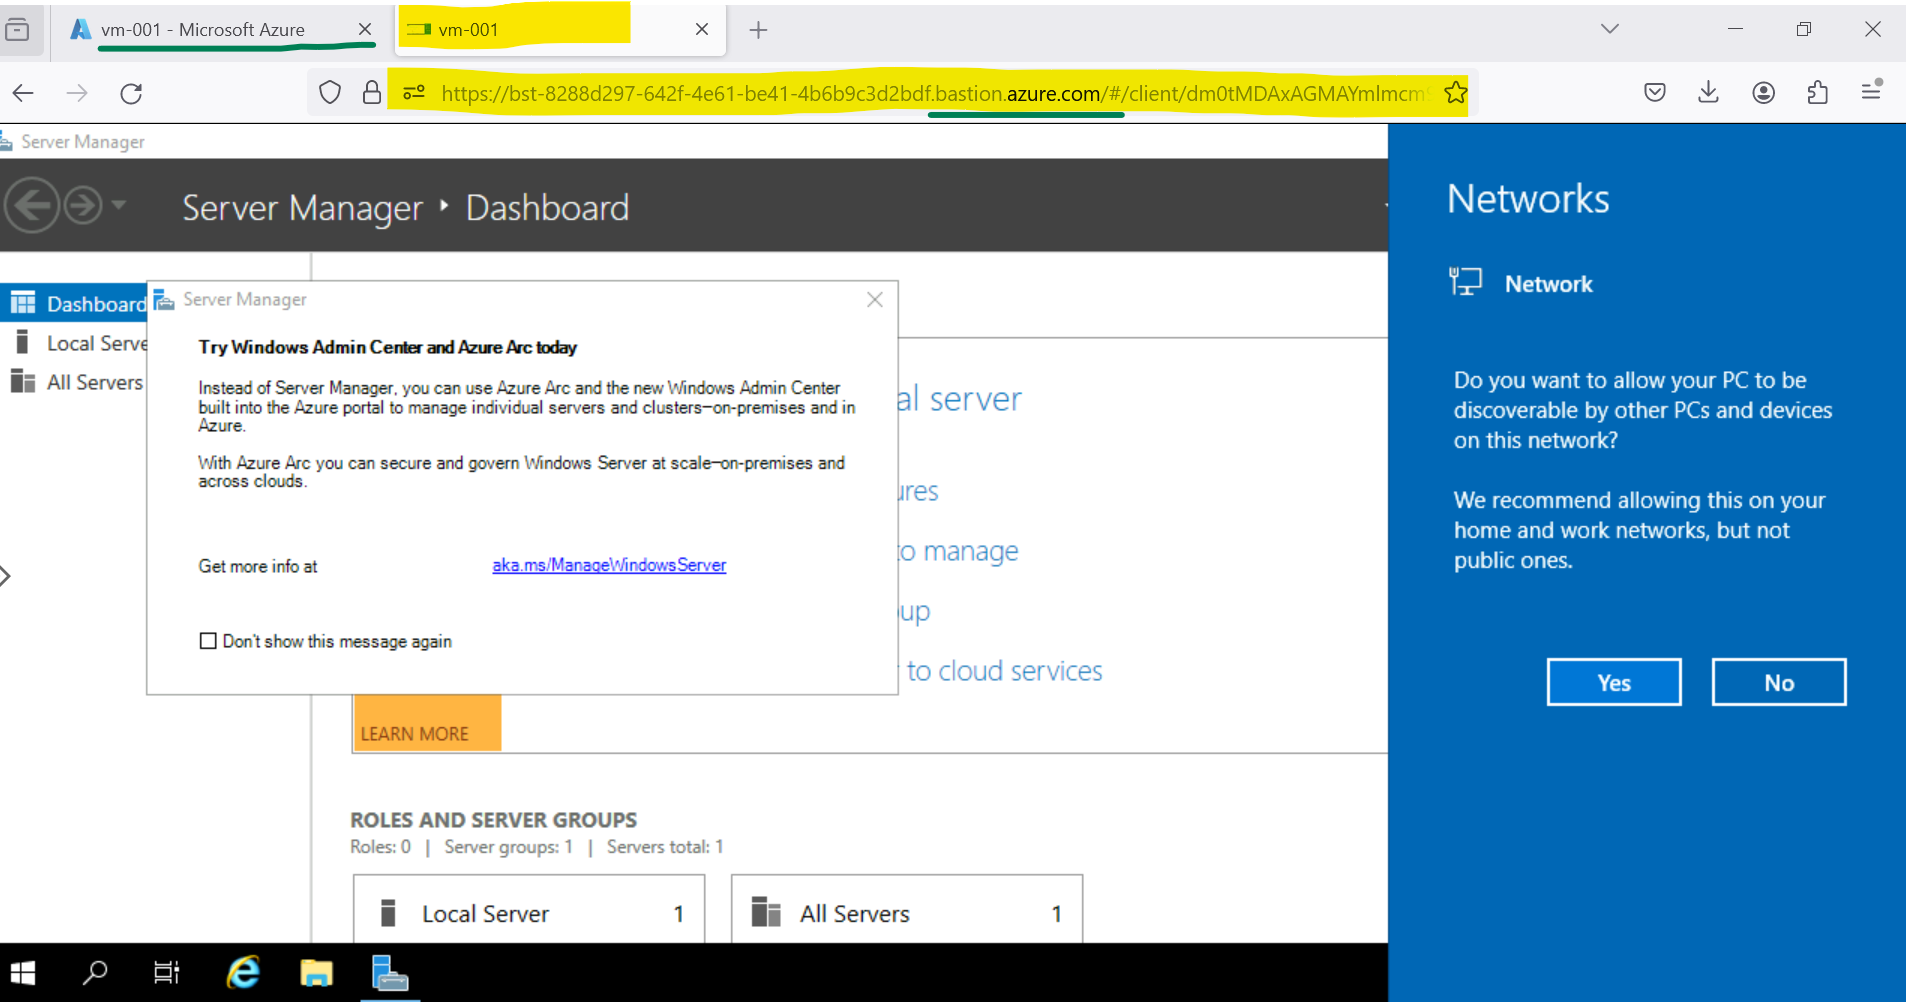 vm-001 - Microsoft Azure
vm-001
https://bst-8288d297-642f-4e61-be41-4b6b9c3d2bdf.bastion.azure.com/#/client/dm0tMDAxAGMAYmlmcm
Server Manager
Server Manager
Dashboard
Dashboard
Local Serve
All Servers
Server Manager
Try Windows Admin Center and Azure Arc today
Instead of Server Manager, you can use Azure Arc and the new Windows Admin Center
built into the Azure portal to manage individual servers and clusters—on-premises and in
Azure.
With Azure Arc you can secure and govern Windows Server at scale—on-premises and
across clouds.
Get more info at
aka.ms/ManageWindowsServer
Don't show this message again
al server
ures
to manage
up
to cloud services
LEARN MORE
ROLES AND SERVER GROUPS
Roles: 0 | Server groups: 1 | Servers total: 1
Local Server 1
All Servers 1
Networks
Network
Do you want to allow your PC to be
discoverable by other PCs and devices
on this network?
We recommend allowing this on your
home and work networks, but not
public ones.
Yes
No